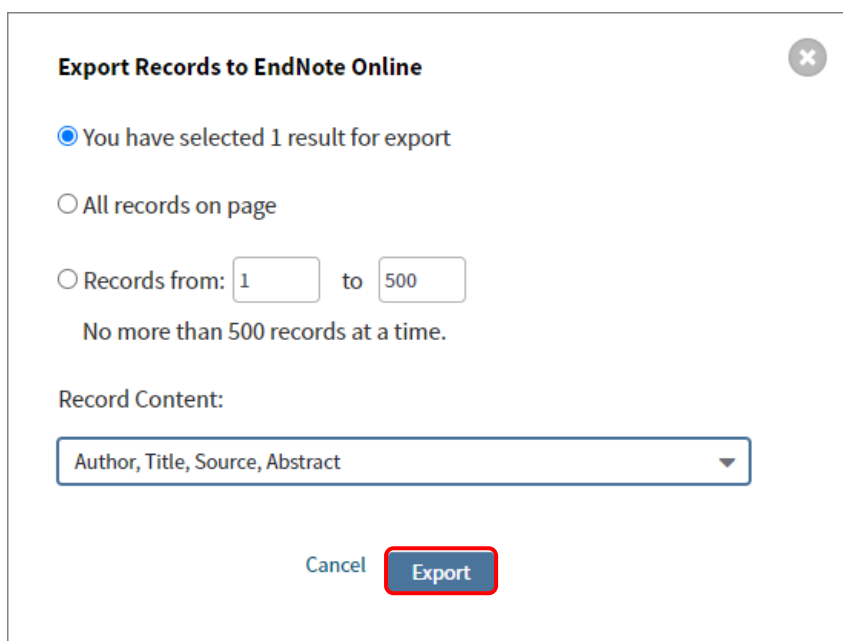 Export Records to EndNote Online
You have selected 1 result for export
All records on page
Records from: 1 to 500
No more than 500 records at a time.
Record Content:
Author, Title, Source, Abstract
Cancel Export